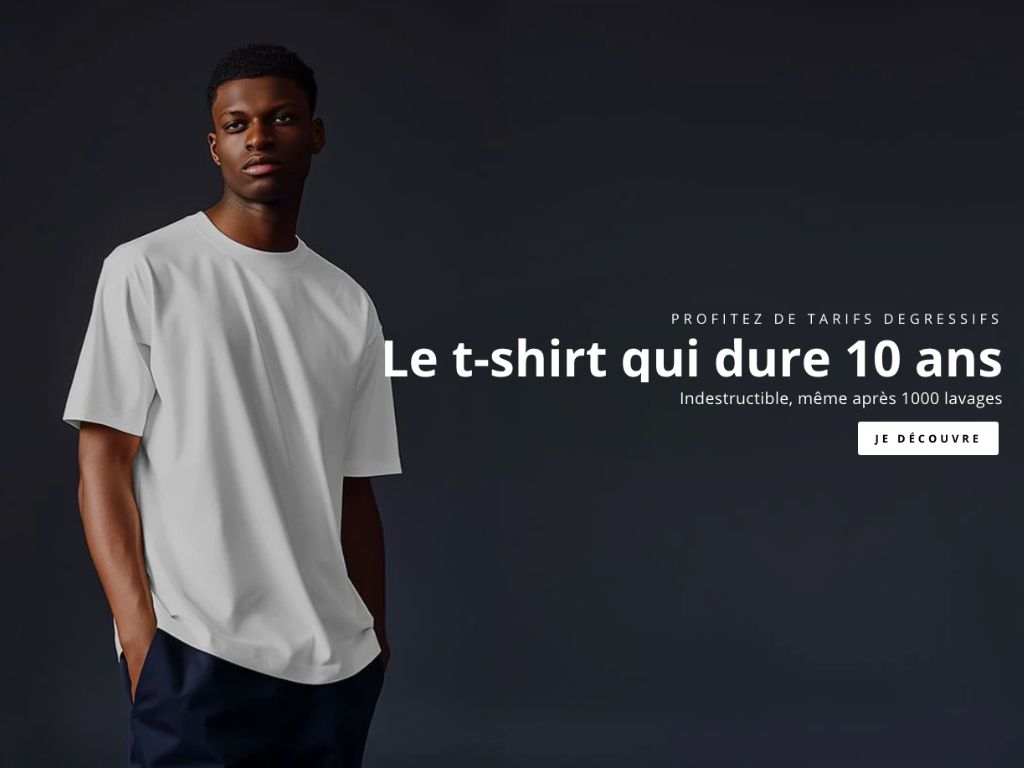 PROFITEZ DE TARIFS DEGRESSIFS
Le t-shirt qui dure 10 ans
Indestructible, même après 1000 lavages
JE DÉCOUVRE